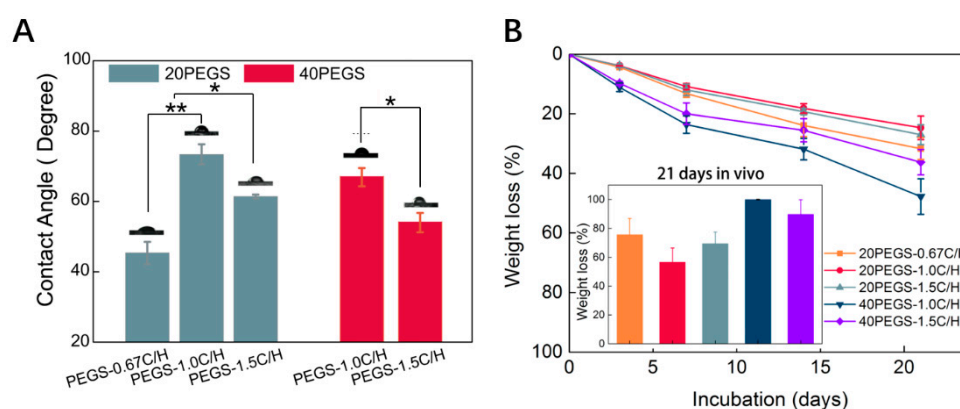 A
B
100
80
60
40
20
Contact Angle ( Degree)
20PEGS
40PEGS
**
*
*
PEGS-0.67C/H
PEGS-1.0C/H
PEGS-1.5C/H
PEGS-1.0C/H
PEGS-1.5C/H
0
20
40
60
80
100
Weight loss (%)
0
5
10
15
20
Incubation (days)
21 days in vivo
100
80
60
40
20
0
Weight loss (%)
20PEGS-0.67C/H
20PEGS-1.0C/H
20PEGS-1.5C/H
40PEGS-1.0C/H
40PEGS-1.5C/H